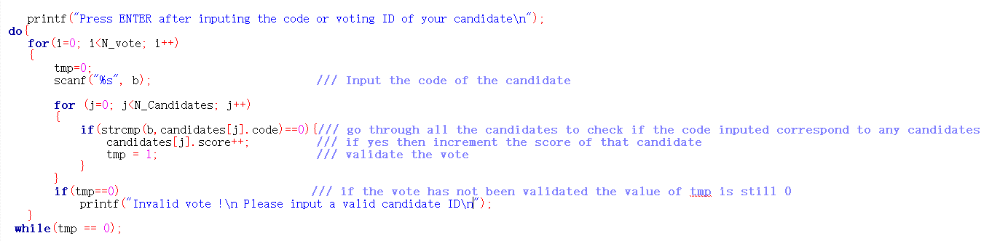 printf("Press ENTER after inputing the code or voting ID of your candidate\n");
do{
for(i=0; i<N_vote; i++)
{
tmp=0;
scanf("%s", b); /// Input the code of the candidate
for (j=0; j<N_Candidates; j++)
{
if(strcmp(b,candidates[j].code)==0){/// go through all the candidates to check if the code inputed correspond to any candidates
candidates[j].score++; /// if yes then increment the score of that candidate
tmp = 1; /// validate the vote
}
}
if(tmp==0) /// if the vote has not been validated the value of tmp is still 0
printf("Invalid vote !\n Please input a valid candidate ID\n");
}
while(tmp == 0);